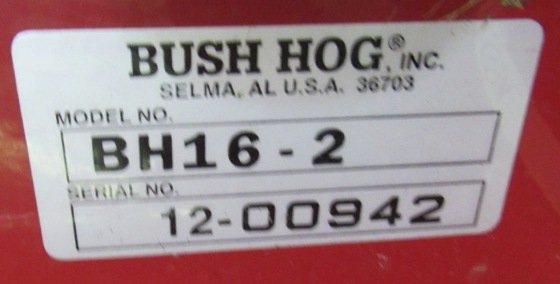 BUSH HOG®, INC.
SELMA, AL U.S.A. 36703
MODEL NO.
BH16-2
SERIAL NO.
12-00942